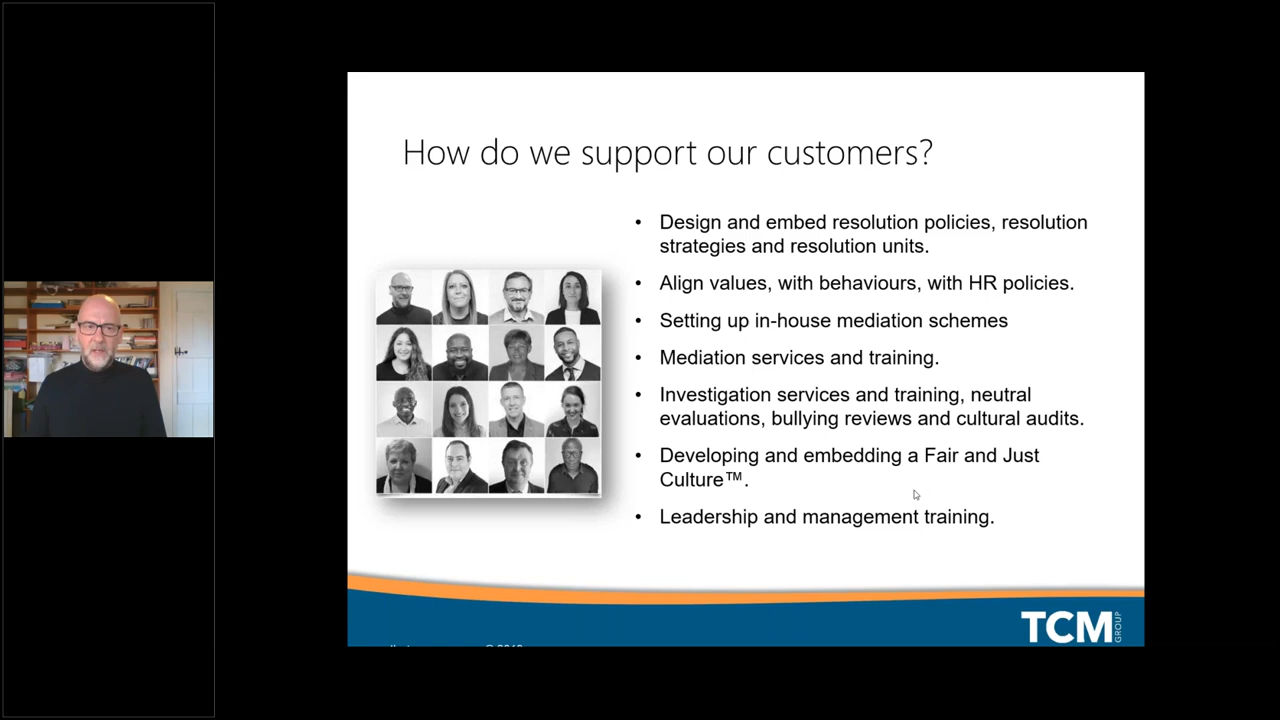 How do we support our customers?
• Design and embed resolution policies, resolution
strategies and resolution units.
• Align values, with behaviours, with HR policies.
• Setting up in-house mediation schemes
• Mediation services and training.
• Investigation services and training, neutral
evaluations, bullying reviews and cultural audits.
• Developing and embedding a Fair and Just
Culture™.
• Leadership and management training.
TCM GROUP